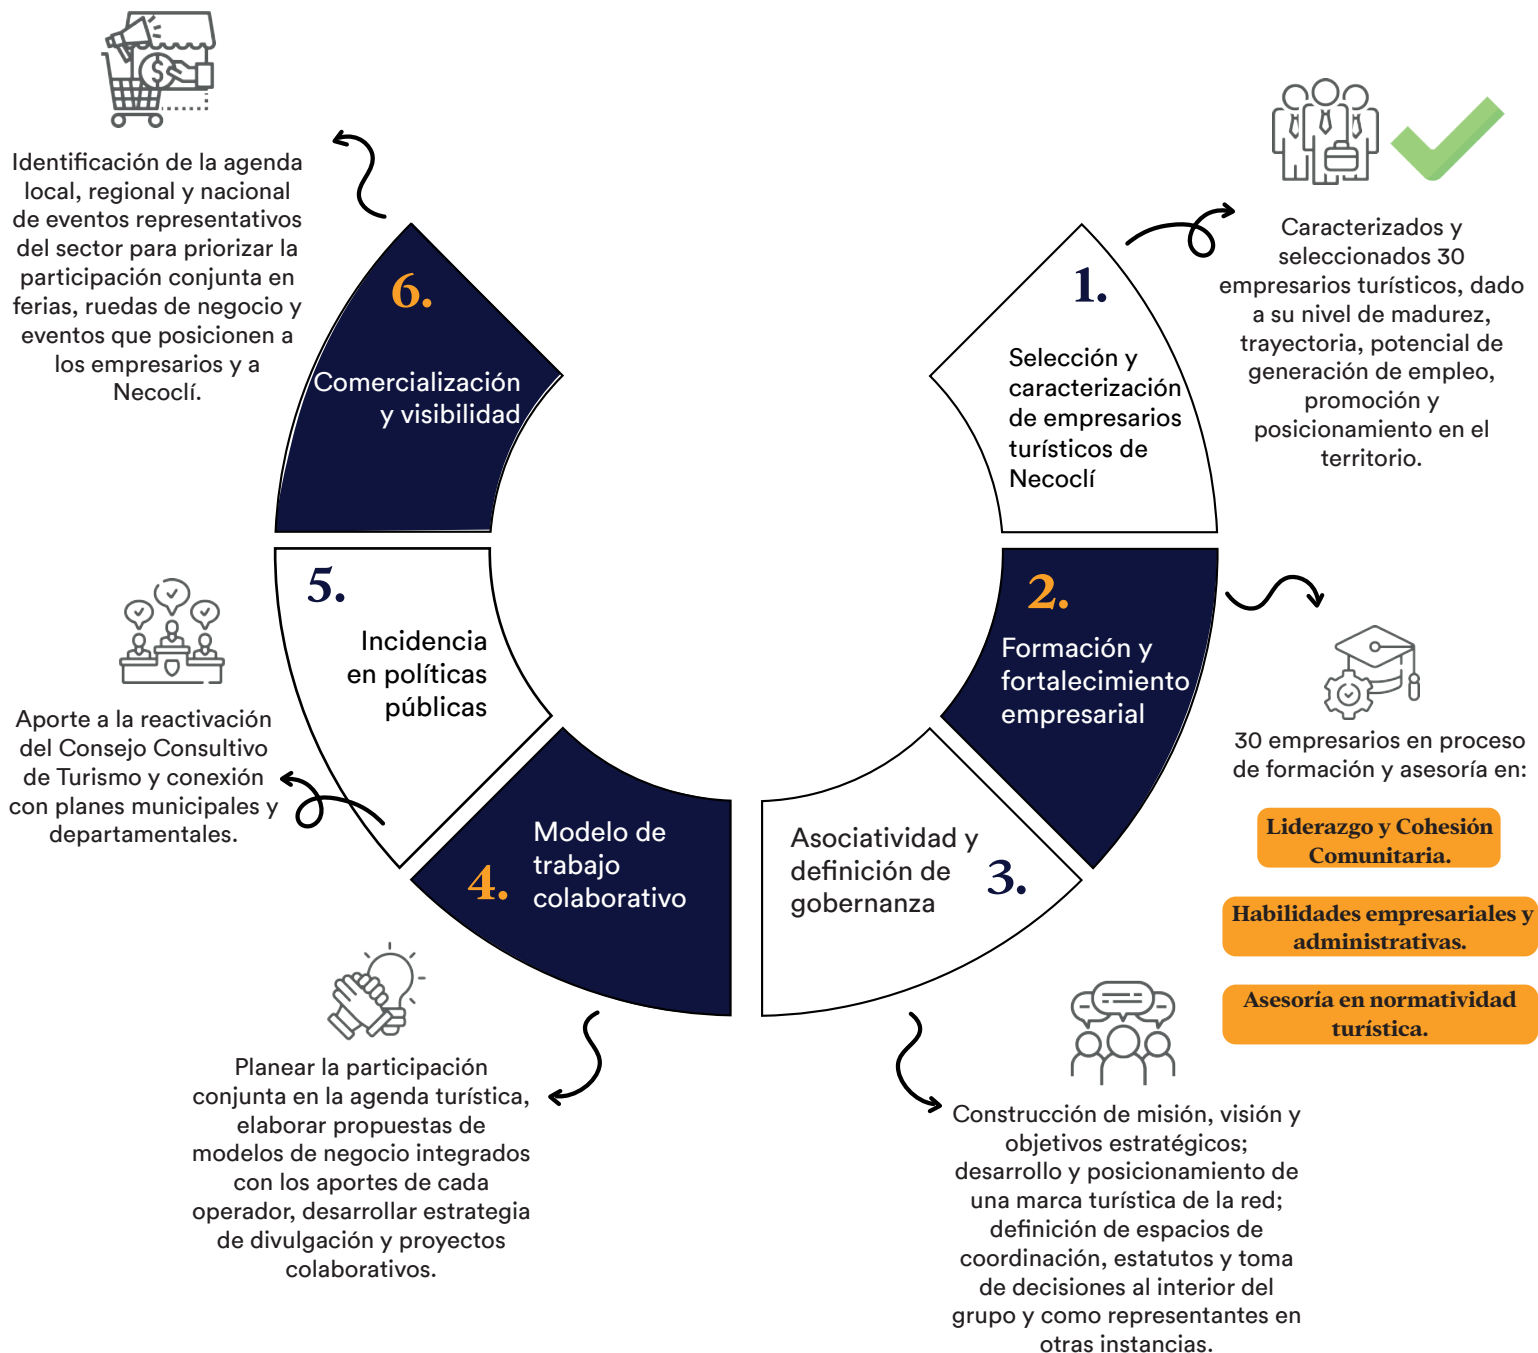 1.
Selección y
caracterización
de empresarios
turísticos de
Necoclí
Caracterizados y
seleccionados 30
empresarios turísticos, dado
a su nivel de madurez,
trayectoria, potencial de
generación de empleo,
promoción y
posicionamiento en el
territorio.
2.
Formación y
fortalecimiento
empresarial
30 empresarios en proceso
de formación y asesoría en:
Liderazgo y Cohesión
Comunitaria.
Habilidades empresariales y
administrativas.
Asesoría en normatividad
turística.
3.
Asociatividad y
definición de
gobernanza
Construcción de misión, visión y
objetivos estratégicos;
desarrollo y posicionamiento de
una marca turística de la red;
definición de espacios de
coordinación, estatutos y toma
de decisiones al interior del
grupo y como representantes en
otras instancias.
4.
Modelo de
trabajo
colaborativo
Planear la participación
conjunta en la agenda turística,
elaborar propuestas de
modelos de negocio integrados
con los aportes de cada
operador, desarrollar estrategia
de divulgación y proyectos
colaborativos.
5.
Incidencia
en políticas
públicas
Aporte a la reactivación
del Consejo Consultivo
de Turismo y conexión
con planes municipales y
departamentales.
6.
Comercialización
y visibilidad
Identificación de la agenda
local, regional y nacional
de eventos representativos
del sector para priorizar la
participación conjunta en
ferias, ruedas de negocio y
eventos que posicionen a
los empresarios y a
Necoclí.